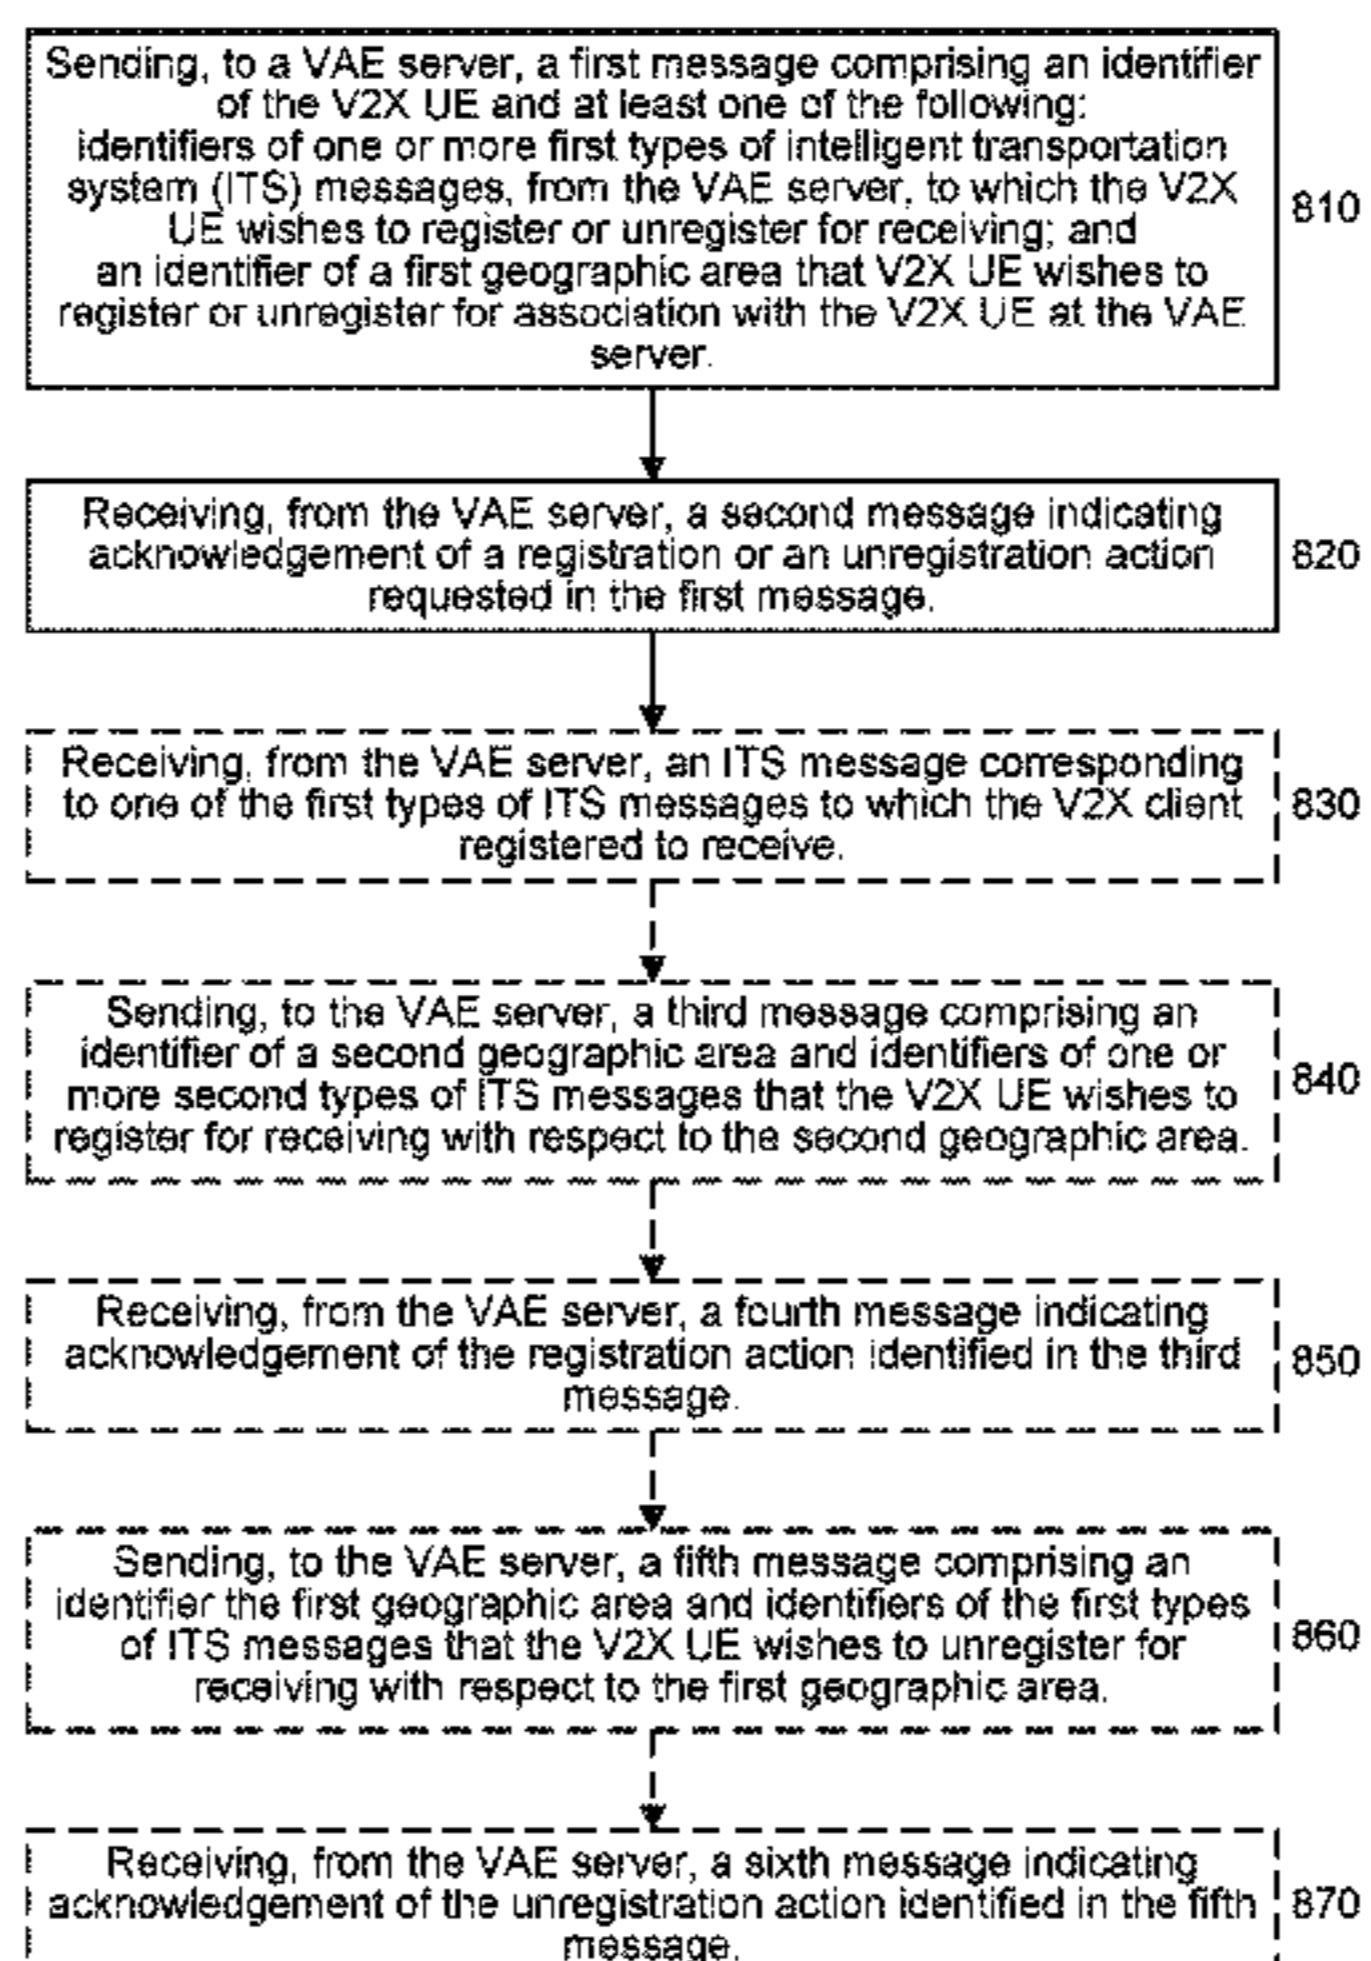 Sending, to a VAE server, a first message comprising an identifier
of the V2X UE and at least one of the following:
identifiers of one or more first types of intelligent transportation
system (ITS) messages, from the VAE server, to which the V2X
UE wishes to register or unregister for receiving; and
an identifier of a first geographic area that V2X UE wishes to
register or unregister for association with the V2X UE at the VAE
server.
810
Receiving, from the VAE server, a second message indicating
acknowledgement of a registration or an unregistration action
requested in the first message.
820
Receiving, from the VAE server, an ITS message corresponding
to one of the first types of ITS messages to which the V2X client
registered to receive.
830
Sending, to the VAE server, a third message comprising an
identifier of a second geographic area and identifiers of one or
more second types of ITS messages that the V2X UE wishes to
register for receiving with respect to the second geographic area.
840
Receiving, from the VAE server, a fourth message indicating
acknowledgement of the registration action identified in the third
message.
850
Sending, to the VAE server, a fifth message comprising an
identifier the first geographic area and identifiers of the first types
of ITS messages that the V2X UE wishes to unregister for
receiving with respect to the first geographic area.
860
Receiving, from the VAE server, a sixth message indicating
acknowledgement of the unregistration action identified in the fifth
message.
870